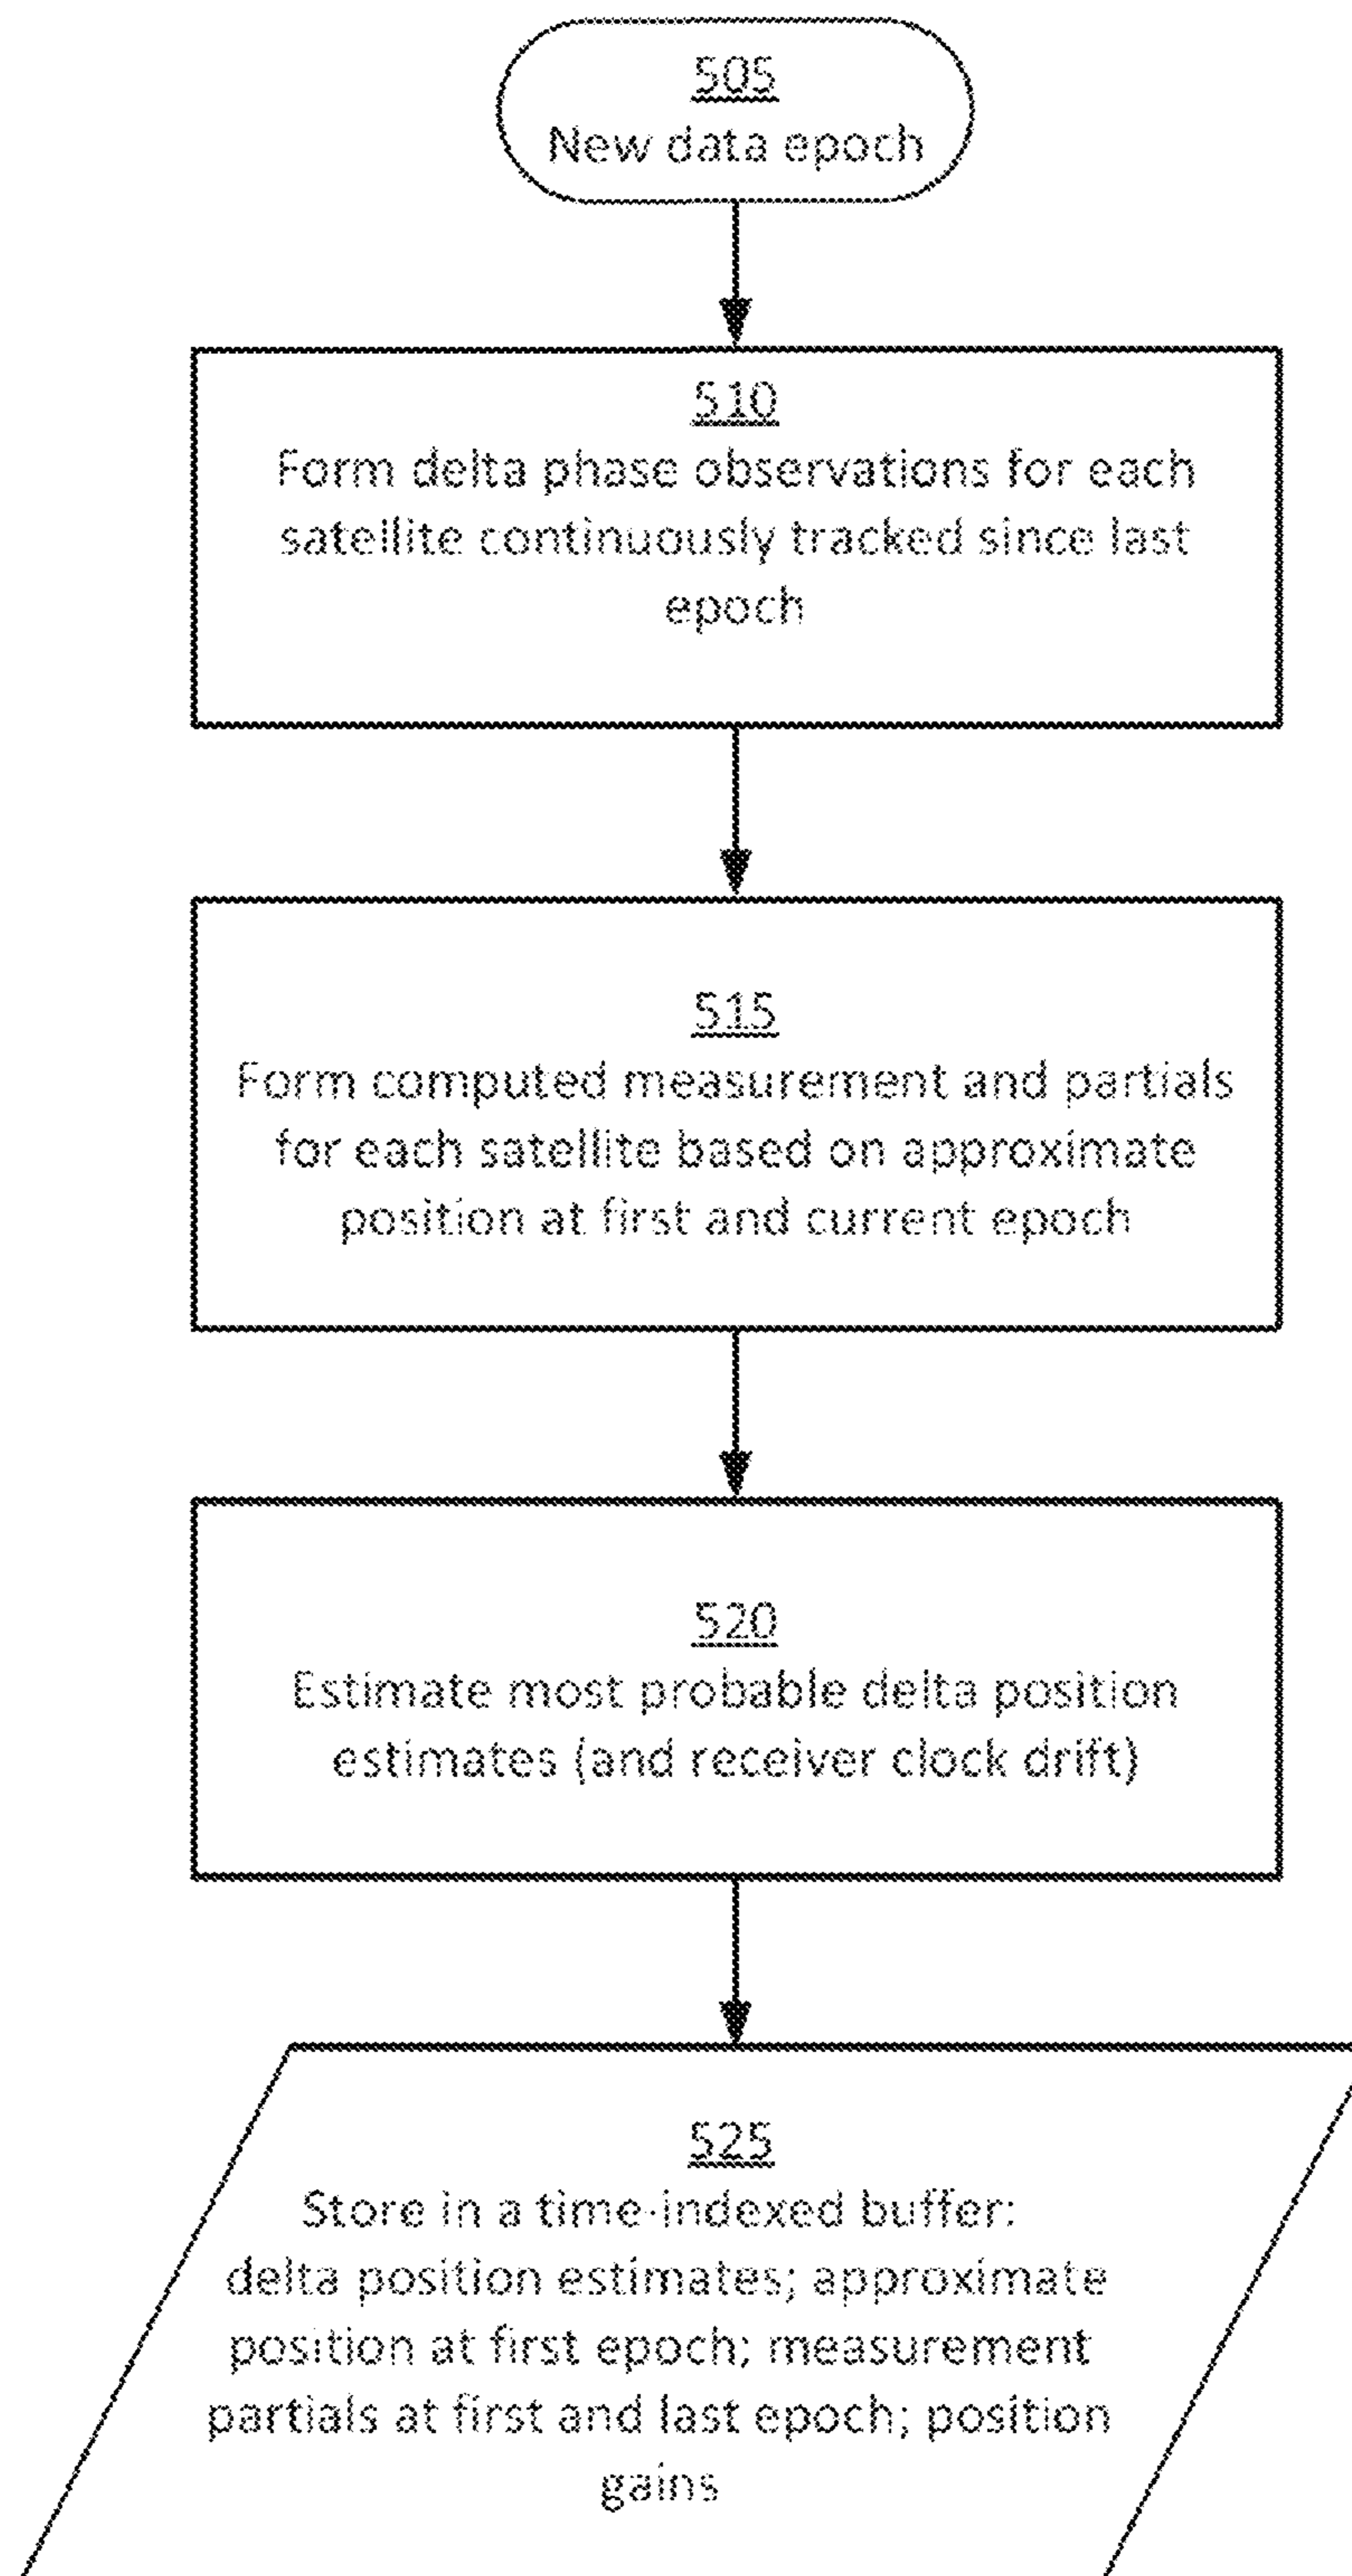 505
New data epoch
510
Form delta phase observations for each
satellite continuously tracked since last
epoch
515
Form computed measurement and partials
for each satellite based on approximate
position at first and current epoch
520
Estimate most probable delta position
estimates (and receiver clock drift)
525
Store in a time-indexed buffer:
delta position estimates; approximate
position at first epoch; measurement
partials at first and last epoch; position
gains